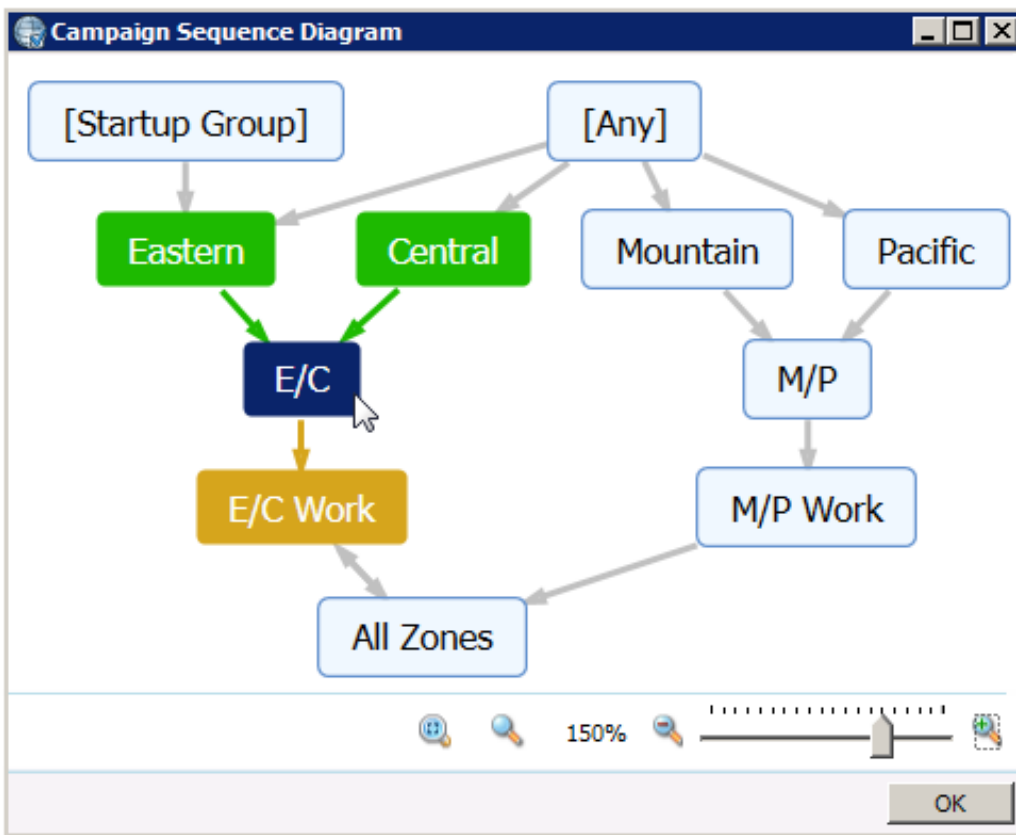 Campaign Sequence Diagram
[Startup Group]
[Any]
Eastern
Central
Mountain
Pacific
E/C
M/P
E/C Work
M/P Work
All Zones
150%
OK